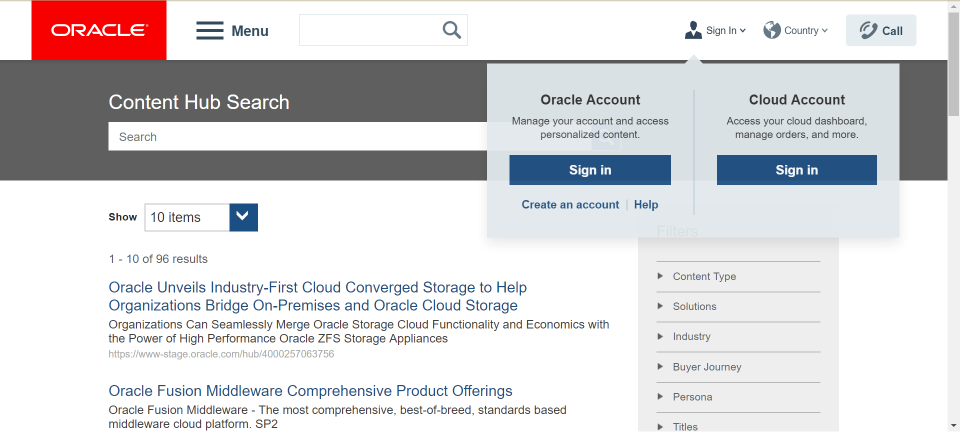 ORACLE
Menu
Sign In
Country
Call
Oracle Account
Manage your account and access
personalized content.
Sign in
Create an account | Help
Cloud Account
Access your cloud dashboard,
manage orders, and more.
Sign in
Content Hub Search
Search
Show
10 items
1 - 10 of 96 results
Oracle Unveils Industry-First Cloud Converged Storage to Help
Organizations Bridge On-Premises and Oracle Cloud Storage
Organizations Can Seamlessly Merge Oracle Storage Cloud Functionality and Economics with
the Power of High Performance Oracle ZFS Storage Appliances
https://www-stage.oracle.com/hub/4000257063756
Oracle Fusion Middleware Comprehensive Product Offerings
Oracle Fusion Middleware - The most comprehensive, best-of-breed, standards based
middleware cloud platform. SP2
Filters
Content Type
Solutions
Industry
Buyer Journey
Persona
Titles